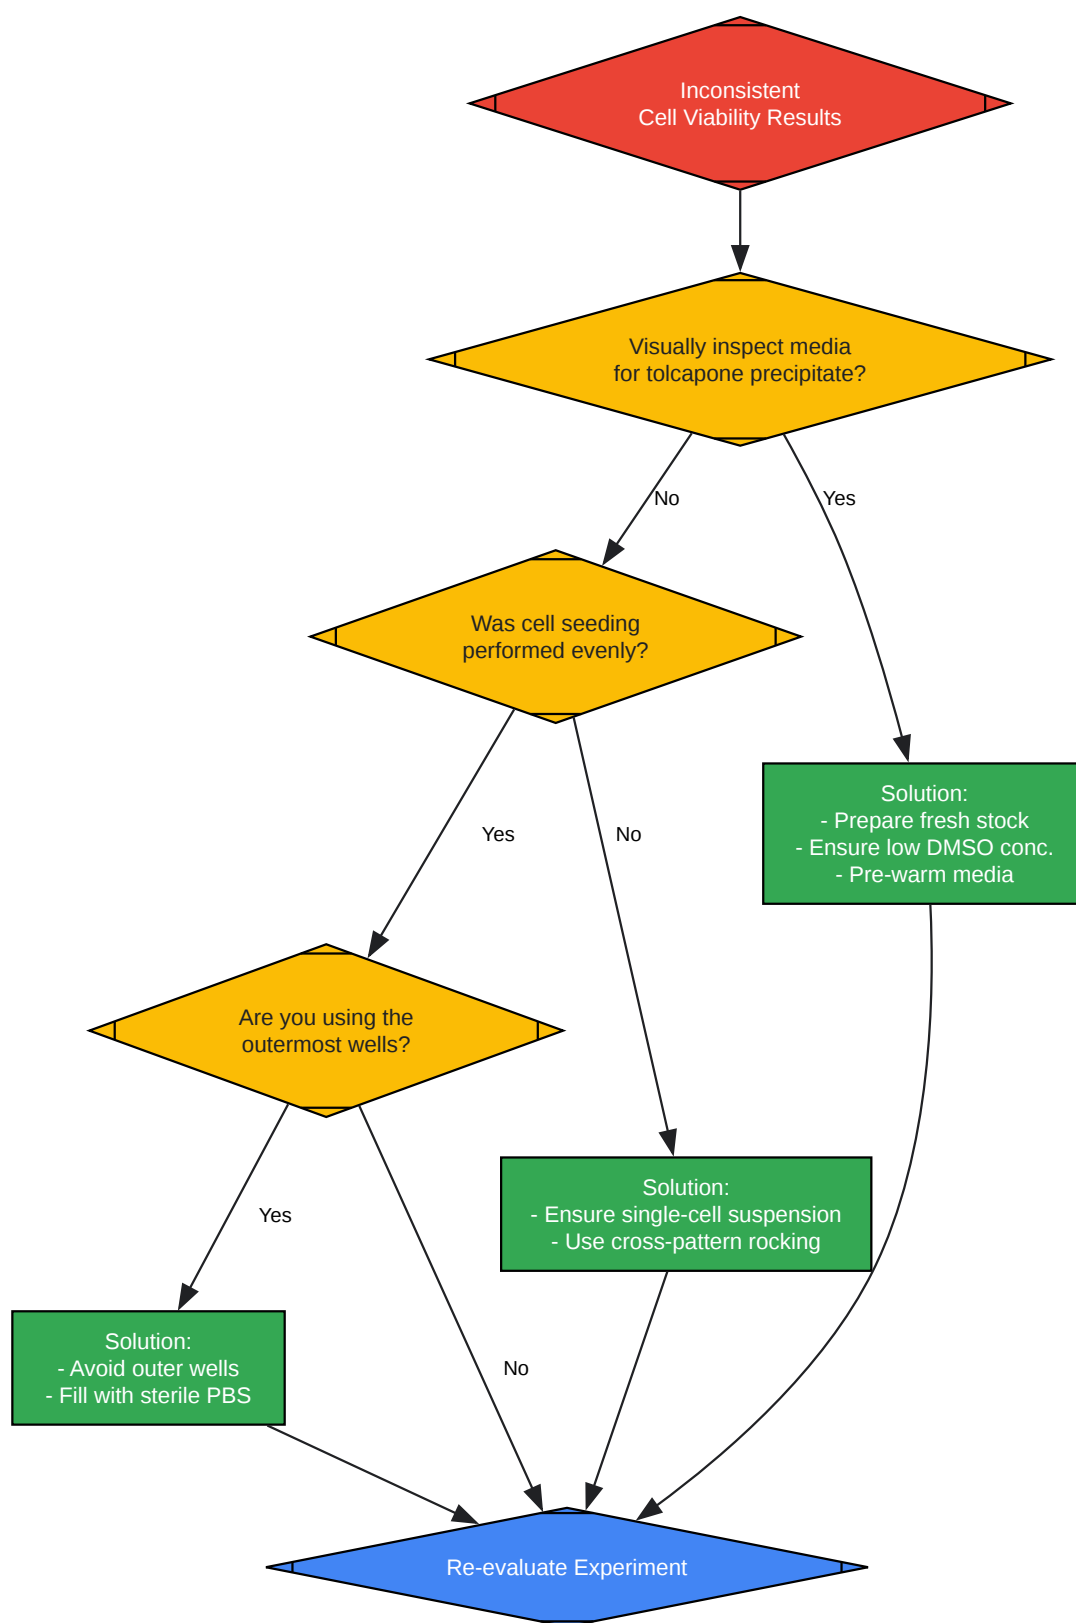 Inconsistent
Cell Viability Results
Visually inspect media
for tolcapone precipitate?
No
Yes
Was cell seeding
performed evenly?
Solution:
- Prepare fresh stock
- Ensure low DMSO conc.
- Pre-warm media
Yes
No
Are you using the
outermost wells?
Solution:
- Ensure single-cell suspension
- Use cross-pattern rocking
Yes
Solution:
- Avoid outer wells
- Fill with sterile PBS
No
Re-evaluate Experiment